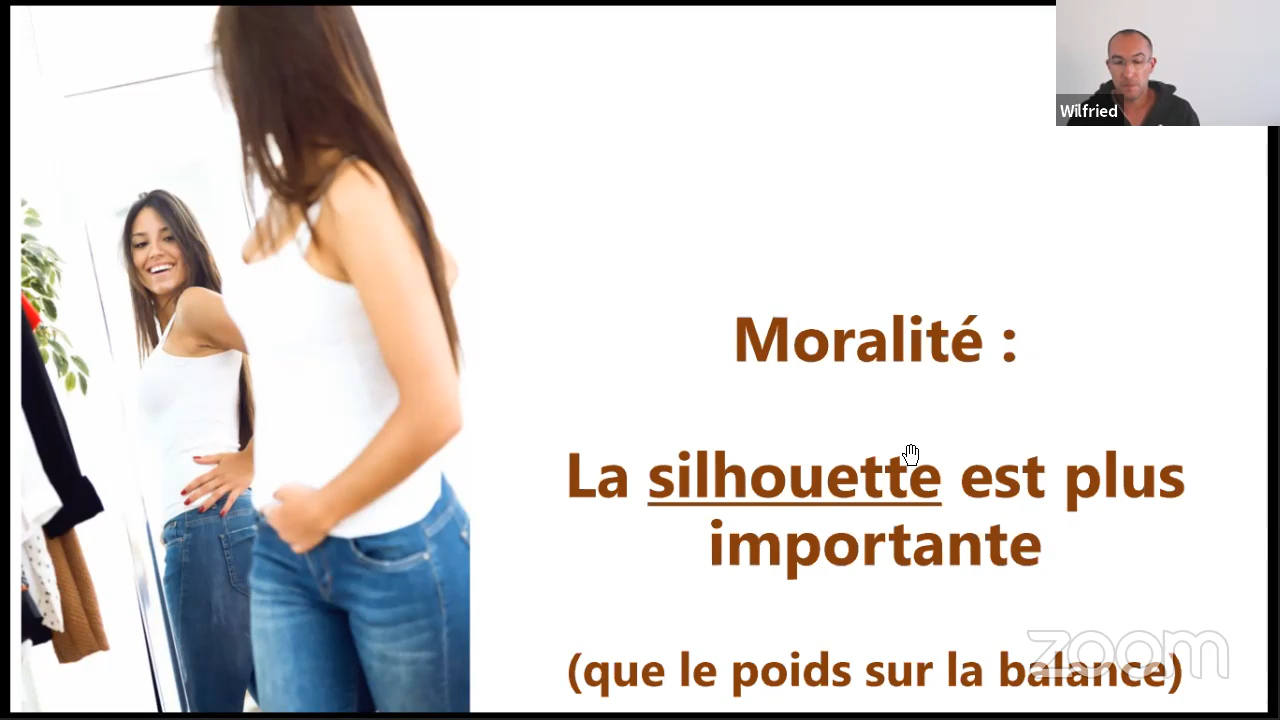 Wilfried
Moralité :
La silhouette est plus
importante
(que le poids sur la balance)
zoom